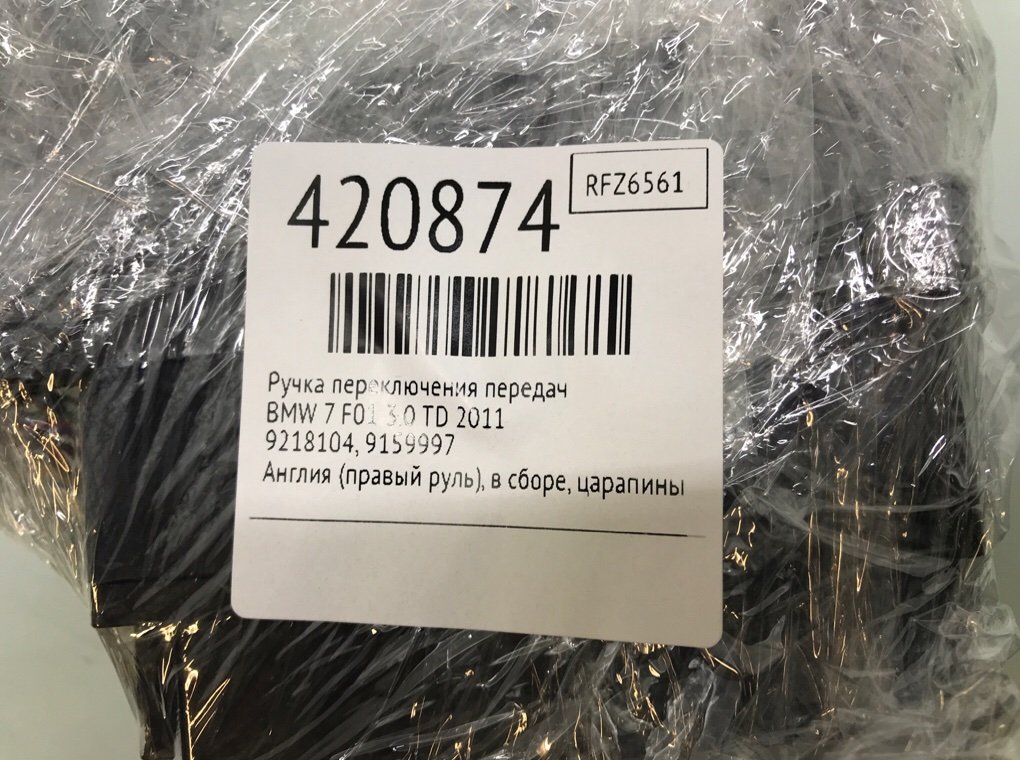 420874
RFZ6561
Ручка переключения передач
BMW 7 F01 3.0 TD 2011
9218104, 9159997
Англия (правый руль), в сборе, царапины